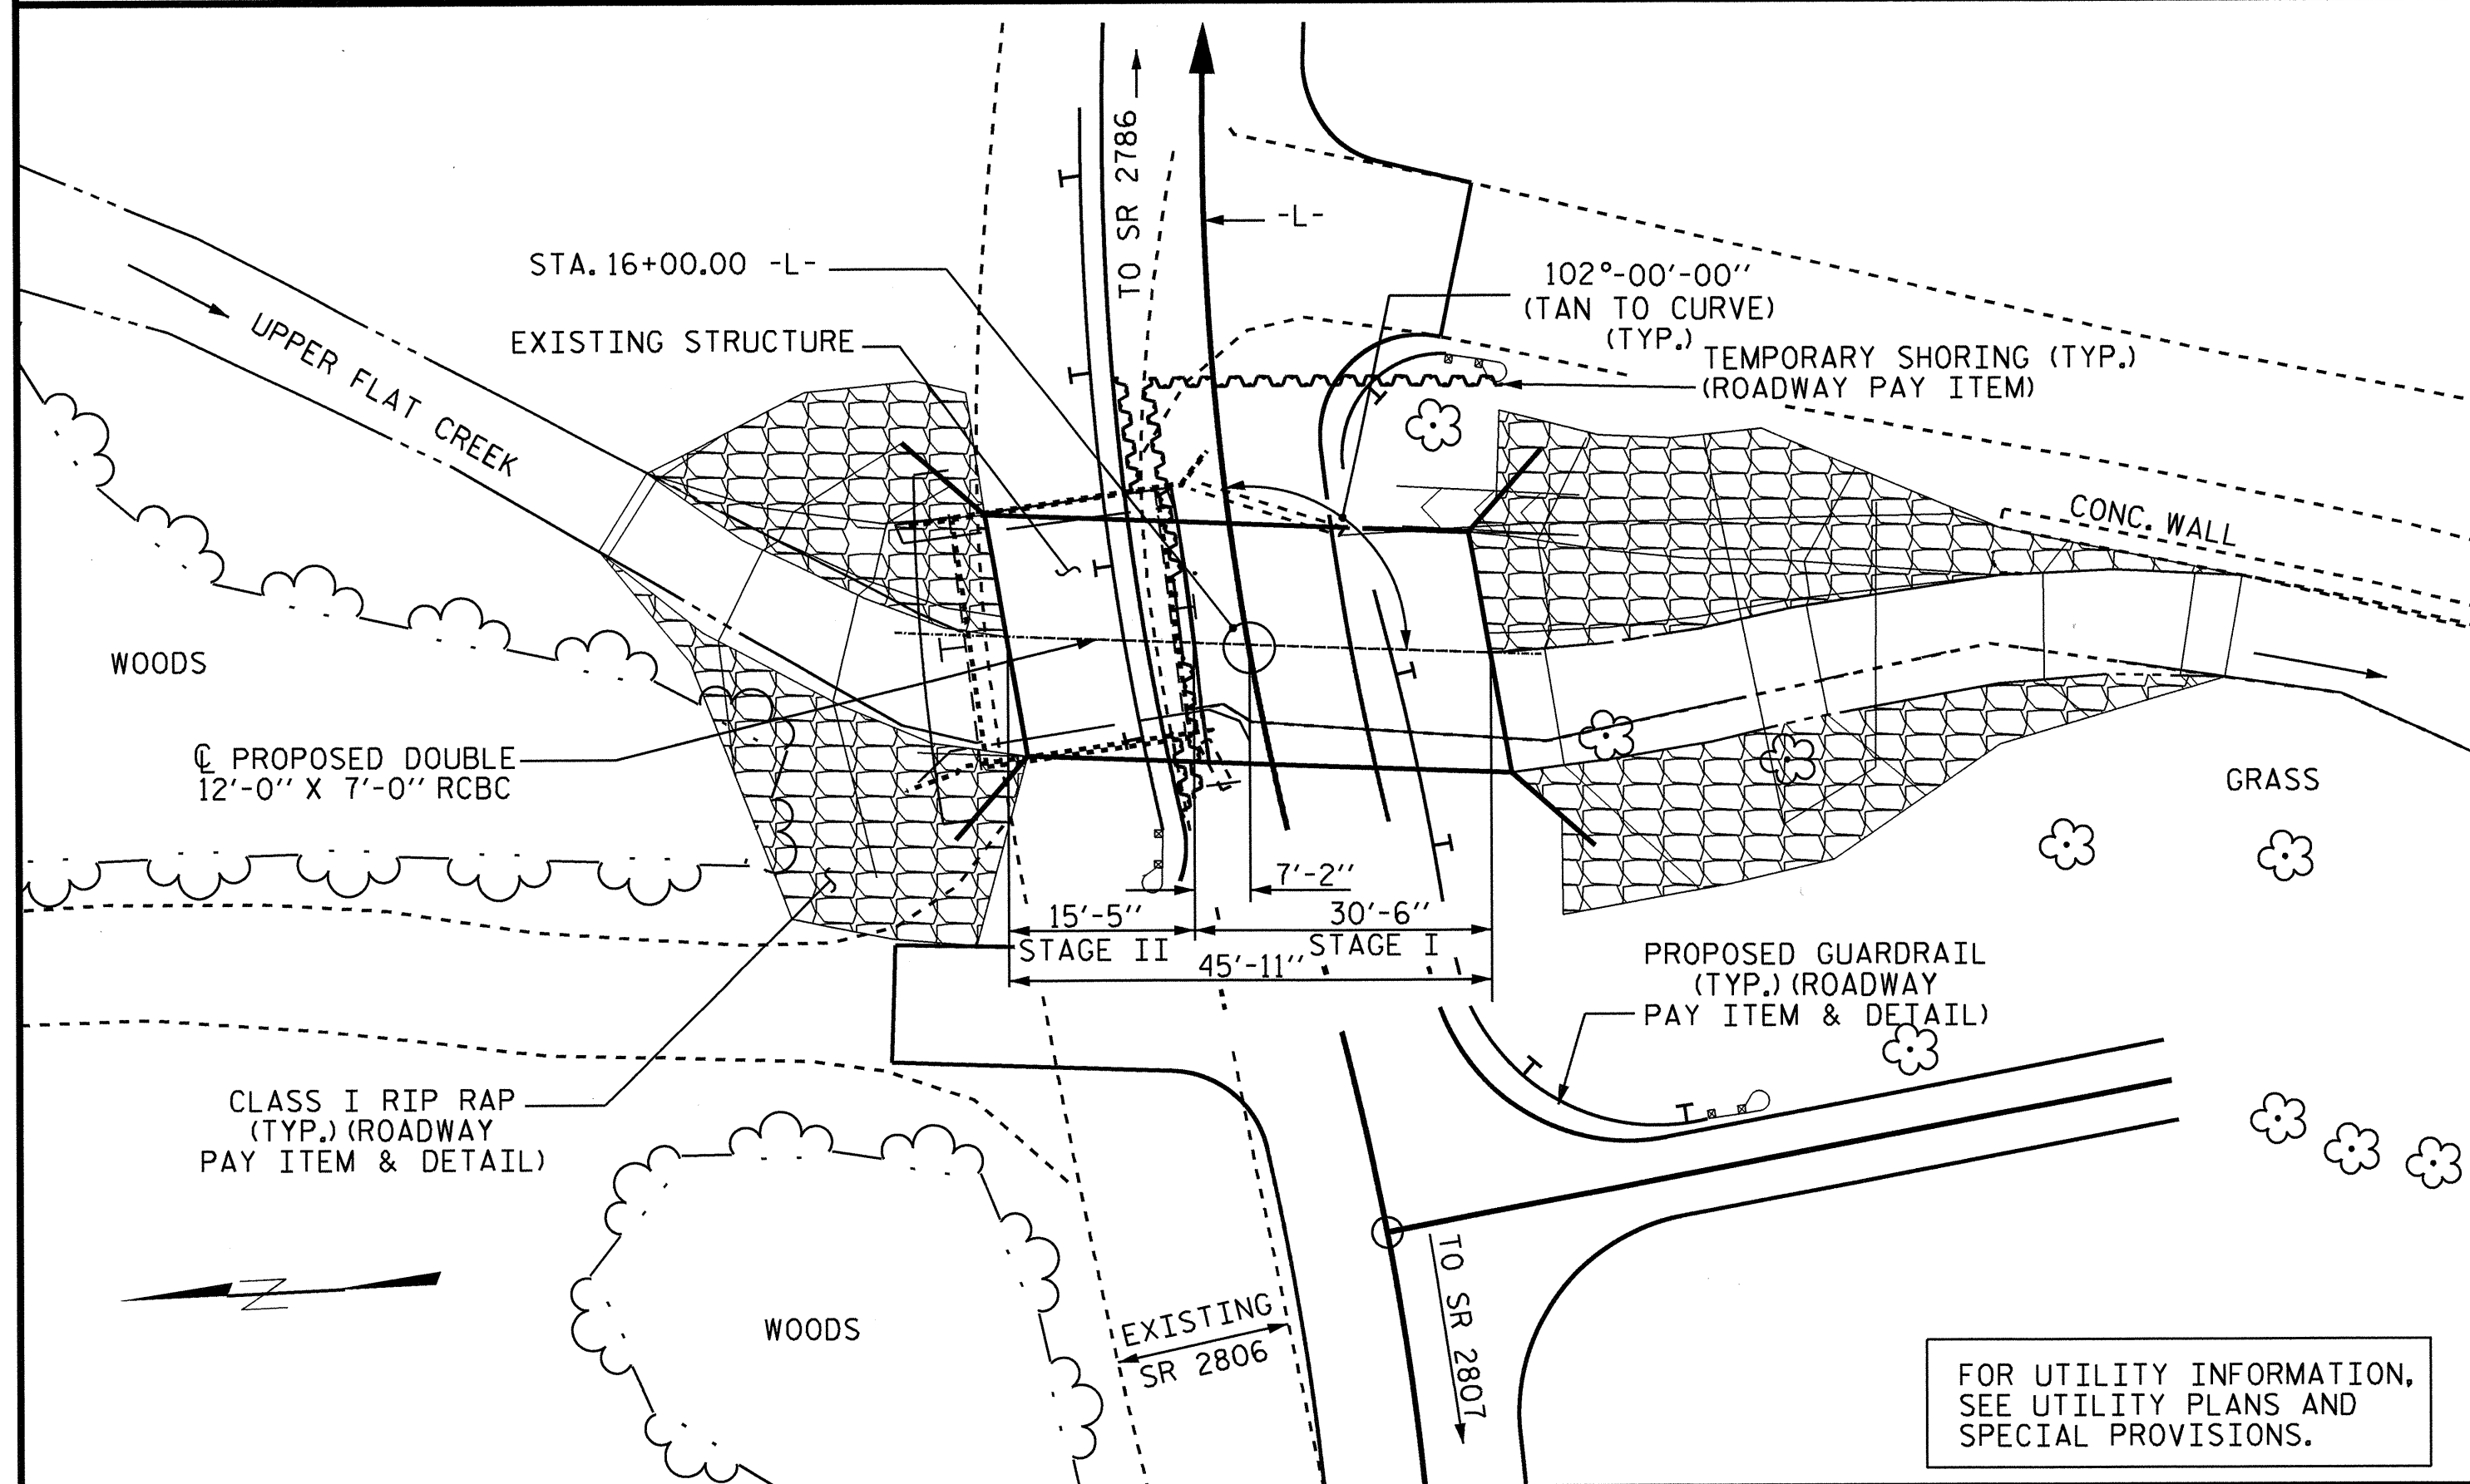 TO SR 2786
-L-
STA. 16+00.00 -L-
102°-00'-00''
(TAN TO CURVE)
(TYP.)
EXISTING STRUCTURE
TEMPORARY SHORING (TYP.)
(ROADWAY PAY ITEM)
UPPER FLAT CREEK
CONC. WALL
WOODS
℄ PROPOSED DOUBLE
12'-0'' X 7'-0'' RCBC
GRASS
7'-2''
15'-5''
30'-6''
STAGE II
STAGE I
45'-11''
PROPOSED GUARDRAIL
(TYP.) (ROADWAY
PAY ITEM & DETAIL)
CLASS I RIP RAP
(TYP.) (ROADWAY
PAY ITEM & DETAIL)
N
WOODS
EXISTING
SR 2806
TO SR 2807
FOR UTILITY INFORMATION,
SEE UTILITY PLANS AND
SPECIAL PROVISIONS.